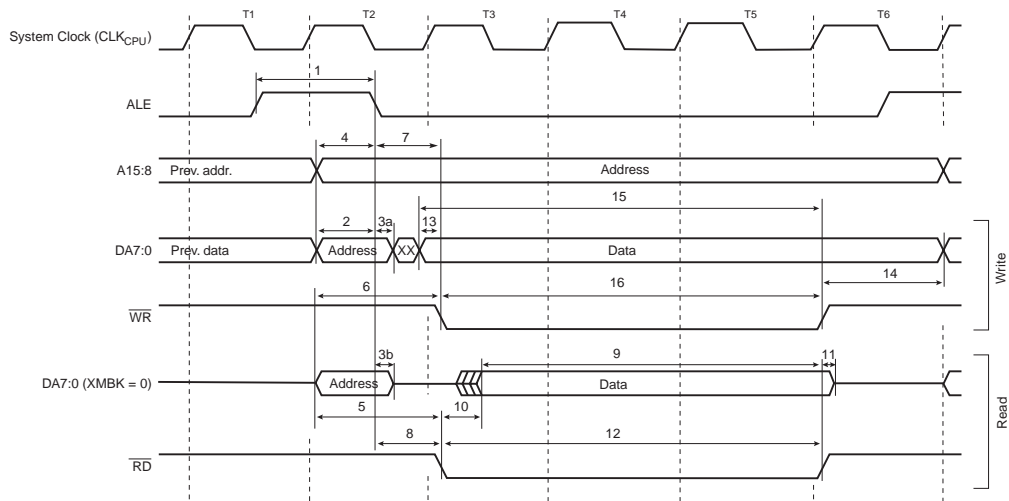 T1 T2 T3 T4 T5 T6
System Clock (CLKCPU)
1
ALE
4 7
A15:8 Prev. addr. Address
15
2 3a 13
DA7:0 Prev. data Address XX Data
14
6 16
WR
Write
3b 9 11
DA7:0 (XMBK = 0) Address Data
5 10
8 12
RD
Read